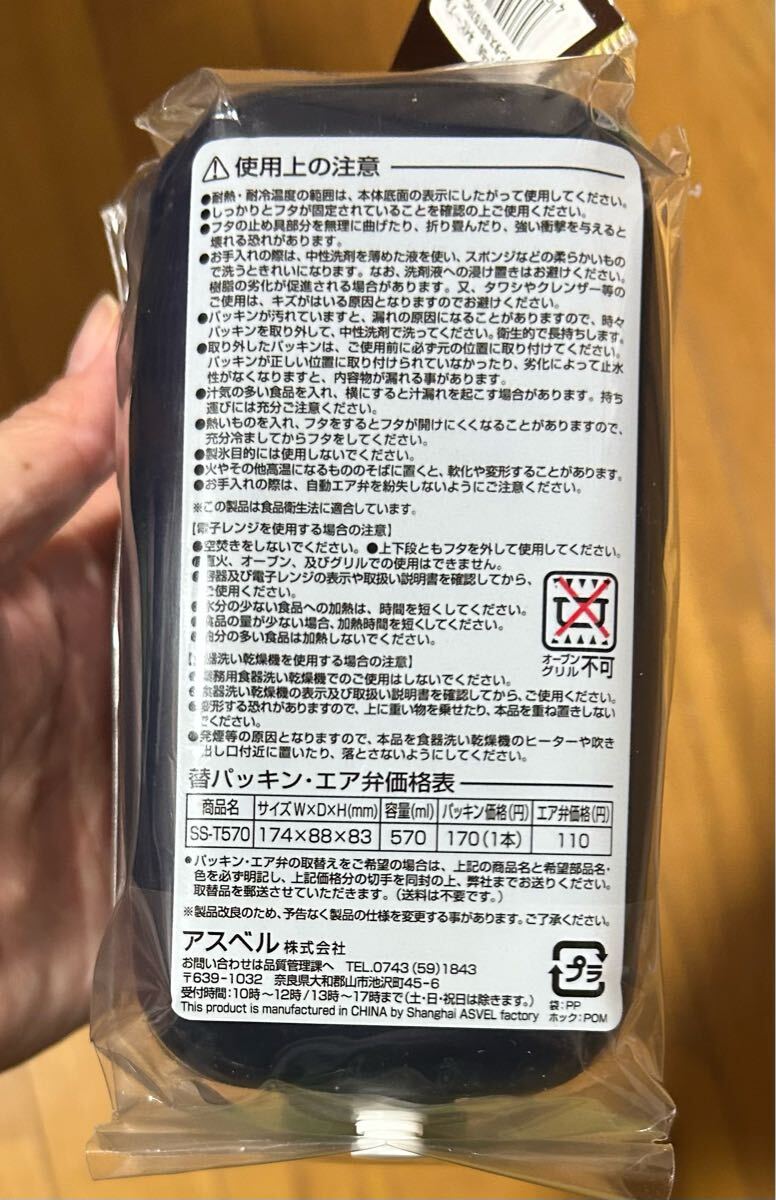 ⚠使用上の注意
●耐熱・耐冷温度の範囲は、本体底面の表示にしたがって使用してください。
●しっかりとフタが固定されていることを確認の上ご使用ください。
●フタの止め具部分を無理に曲げたり、折り畳んだり、強い衝撃を与えると
壊れる恐れがあります。
●お手入れの際は、中性洗剤を薄めた液を使い、スポンジなどの柔らかいもの
で洗うときれいになります。なお、洗剤液への浸け置きはお避けください。
樹脂の劣化が促進される場合があります。又、タワシやクレンザー等の
ご使用は、キズがはいる原因となりますのでお避けください。
●パッキンが汚れていますと、漏れの原因になることがありますので、時々
パッキンを取り外して、中性洗剤で洗ってください。衛生的で長持ちします。
●取り外したパッキンは、ご使用前に必ず元の位置に取り付けてください。
パッキンが正しい位置に取り付けられていなかったり、劣化によって止水
性がなくなりますと、内容物が漏れる事があります。
●汁気の多い食品を入れ、横にすると汁漏れを起こす場合があります。持ち
運びには充分ご注意ください。
●熱いものを入れ、フタをするとフタが開けにくくなることがありますので、
充分冷ましてからフタをしてください。
●製氷目的には使用しないでください。
●火やその他高温になるもののそばに置くと、軟化や変形することがあります。
●お手入れの際は、自動エア弁を紛失しないようにご注意ください。
※この製品は食品衛生法に適合しています。
【電子レンジを使用する場合の注意】
●空焚きをしないでください。●上下段ともフタを外して使用してください。
●直火、オーブン、及びグリルでの使用はできません。
●容器及び電子レンジの表示や取扱い説明書を確認してから、
ご使用ください。
●水分の少ない食品への加熱は、時間を短くしてください。
●食品の量が少ない場合、加熱時間を短くしてください。
●油分の多い食品は加熱しないでください。
オーブン
グリル不可
【食器洗い乾燥機を使用する場合の注意】
●業務用食器洗い乾燥機でのご使用はしないでください。
●食器洗い乾燥機の表示及び取扱い説明書を確認してから、ご使用ください。
●変形する恐れがありますので、上に重い物を乗せたり、本品を重ね置きしない
でください。
●発煙等の原因となりますので、本品を食器洗い乾燥機のヒーターや吹き
出し口付近に置いたり、落とさないようにしてください。
替パッキン・エア弁価格表
商品名 サイズW×D×H(mm) 容量(ml) パッキン価格(円) エア弁価格(円)
SS-T570 174×88×83 570 170(1本) 110
●パッキン・エア弁の取替えをご希望の場合は、上記の商品名と希望部品名・
色を必ず明記し、上記価格分の切手を同封の上、弊社までお送りください。
取替品を郵送させていただきます。（送料は不要です。）
※製品改良のため、予告なく製品の仕様を変更する事があります。ご了承ください。
アスベル株式会社
お問い合わせは品質管理課へ TEL.0743(59)1843
〒639-1032 奈良県大和郡山市池沢町45-6
受付時間：10時～12時/13時～17時まで(土・日・祝日は除きます。)
This product is manufactured in CHINA by Shanghai ASVEL factory
プラ
袋：PP
ホック：POM